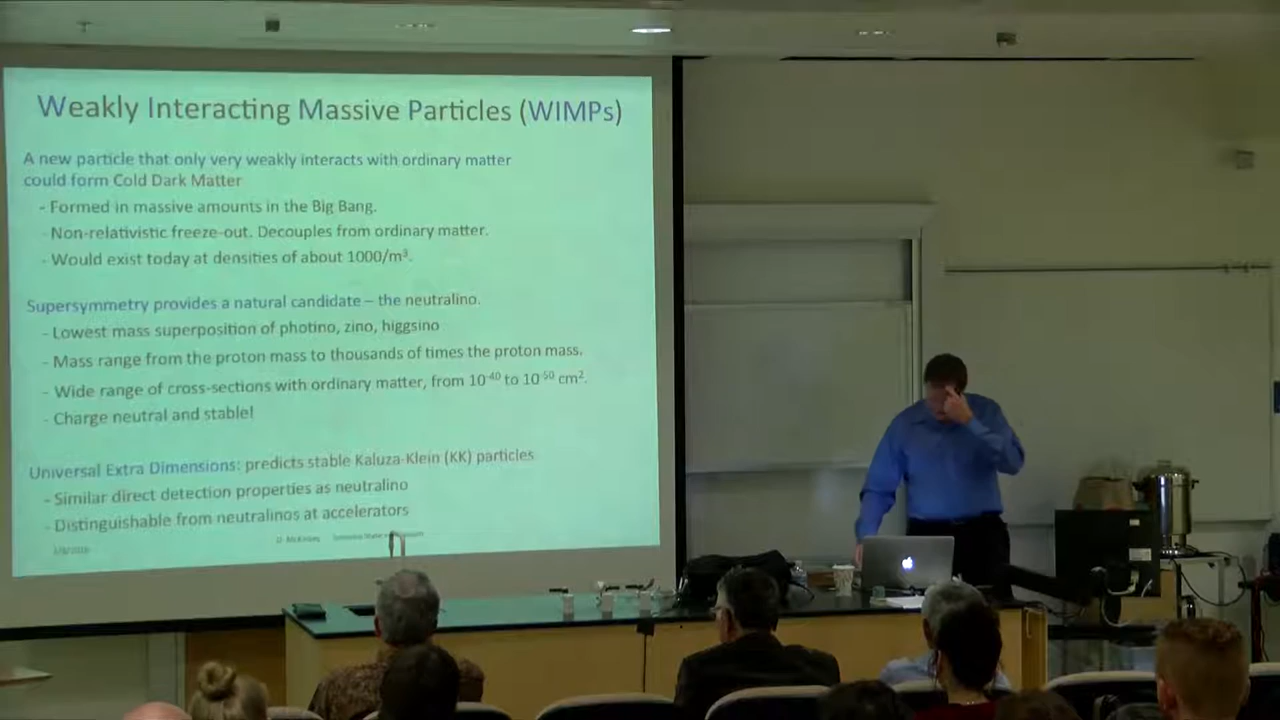 Weakly Interacting Massive Particles (WIMPs)
A new particle that only very weakly interacts with ordinary matter
could form Cold Dark Matter
- Formed in massive amounts in the Big Bang.
- Non-relativistic freeze-out. Decouples from ordinary matter.
- Would exist today at densities of about 1000/m³.
Supersymmetry provides a natural candidate – the neutralino.
- Lowest mass superposition of photino, zino, higgsino
- Mass range from the proton mass to thousands of times the proton mass.
- Wide range of cross-sections with ordinary matter, from 10⁻⁴⁰ to 10⁻⁵⁰ cm².
- Charge neutral and stable!
Universal Extra Dimensions: predicts stable Kaluza-Klein (KK) particles
- Similar direct detection properties as neutralino
- Distinguishable from neutralinos at accelerators